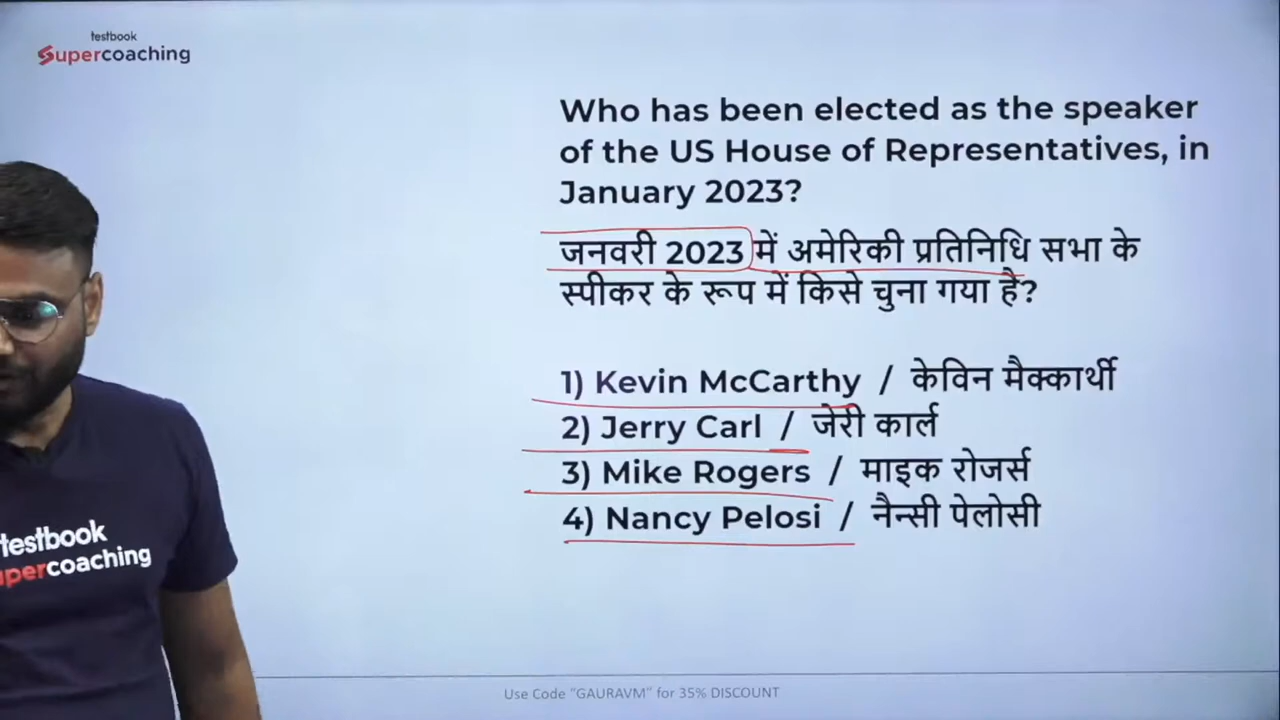 testbook
Supercoaching
Who has been elected as the speaker
of the US House of Representatives, in
January 2023?
जनवरी 2023 में अमेरिकी प्रतिनिधि सभा के
स्पीकर के रूप में किसे चुना गया है?
1) Kevin McCarthy / केविन मैक्कार्थी
2) Jerry Carl / जेरी कार्ल
3) Mike Rogers / माइक रोजर्स
4) Nancy Pelosi / नैन्सी पेलोसी
testbook
upercoaching
Use Code "GAURAVM" for 35% DISCOUNT